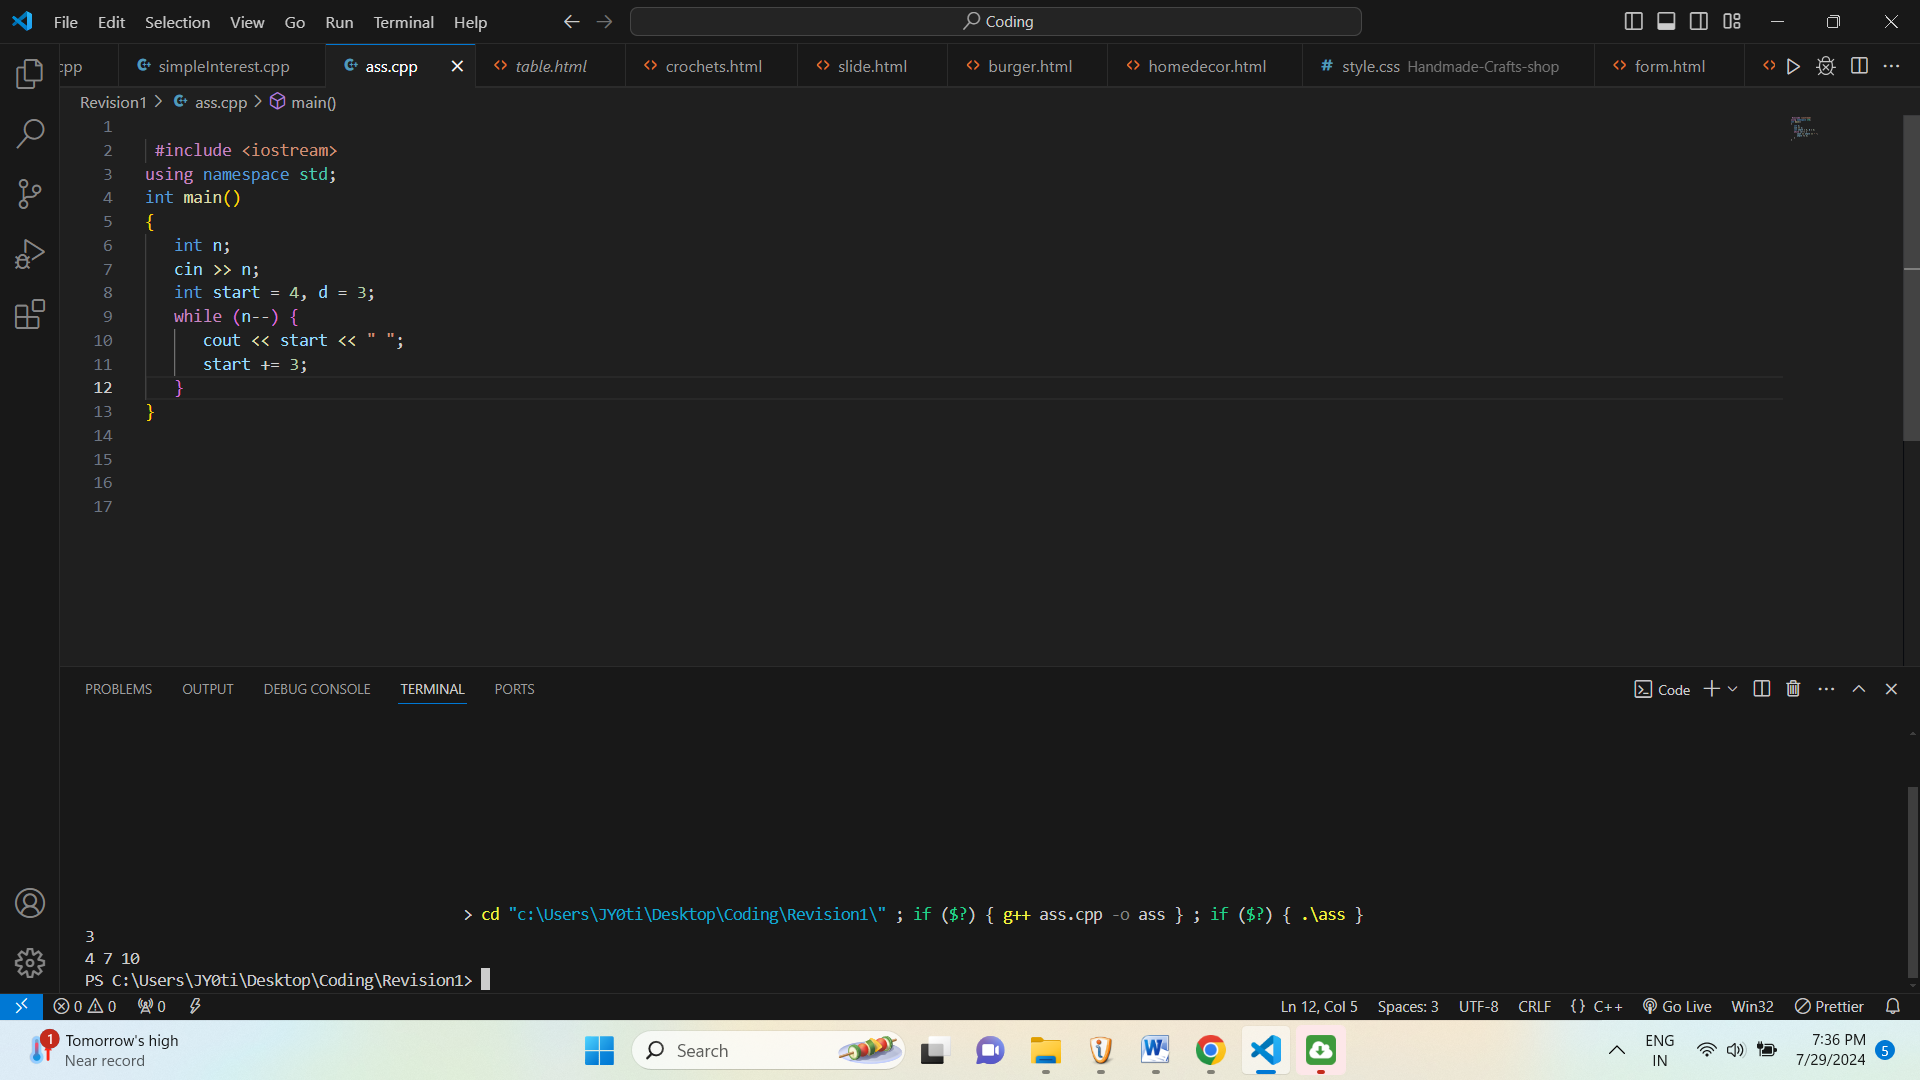 File Edit Selection View Go Run Terminal Help
Coding
cpp simpleInterest.cpp ass.cpp table.html crochets.html slide.html burger.html homedecor.html style.css Handmade-Crafts-shop form.html
Revision1 > ass.cpp > main()
1
2 #include <iostream>
3 using namespace std;
4 int main()
5 {
6 int n;
7 cin >> n;
8 int start = 4, d = 3;
9 while (n--) {
10 cout << start << " ";
11 start += 3;
12 }
13 }
14
15
16
17
PROBLEMS OUTPUT DEBUG CONSOLE TERMINAL PORTS
Code
> cd "c:\Users\JY0ti\Desktop\Coding\Revision1\" ; if ($?) { g++ ass.cpp -o ass } ; if ($?) { .\ass }
3
4 7 10
PS C:\Users\JY0ti\Desktop\Coding\Revision1>
0 0 0 Ln 12, Col 5 Spaces: 3 UTF-8 CRLF {} C++ Go Live Win32 Prettier
1 Tomorrow's high
Near record
Search
ENG
IN
7:36 PM
7/29/2024
5